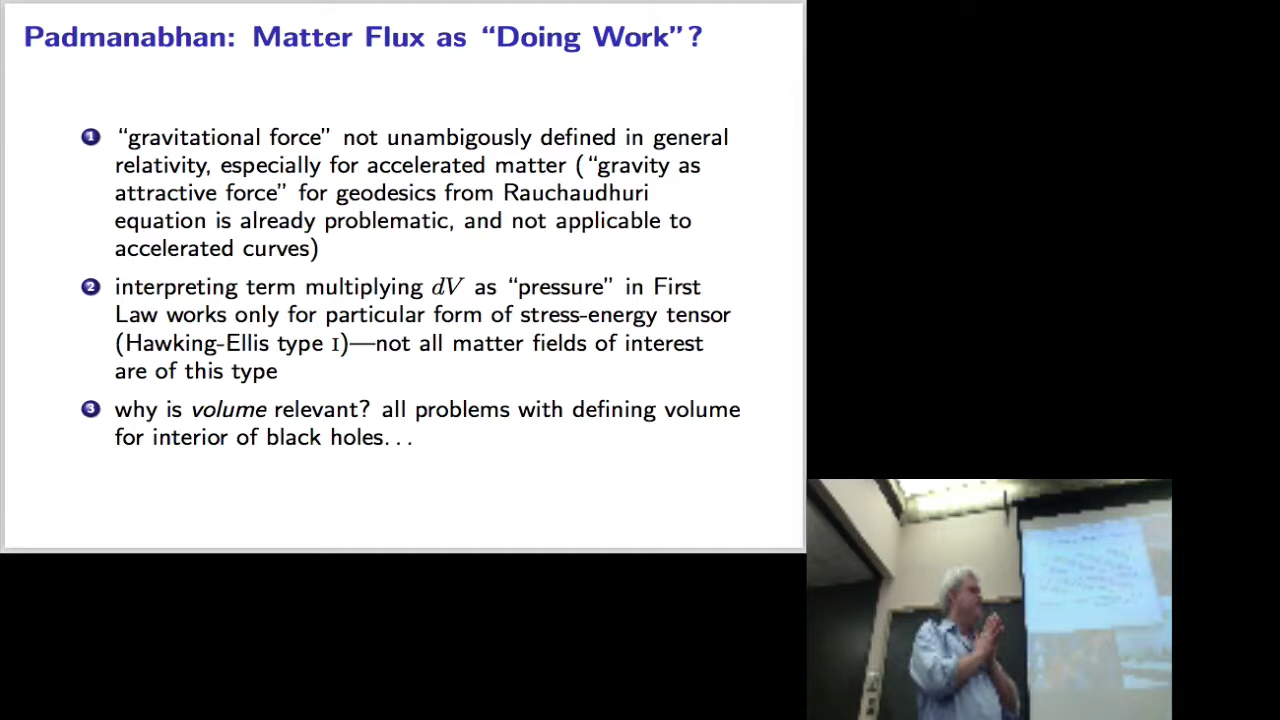 Padmanabhan: Matter Flux as “Doing Work”?
1 “gravitational force” not unambigously defined in general
relativity, especially for accelerated matter (“gravity as
attractive force” for geodesics from Rauchaudhuri
equation is already problematic, and not applicable to
accelerated curves)
2 interpreting term multiplying dV as “pressure” in First
Law works only for particular form of stress-energy tensor
(Hawking-Ellis type I)—not all matter fields of interest
are of this type
3 why is volume relevant? all problems with defining volume
for interior of black holes...